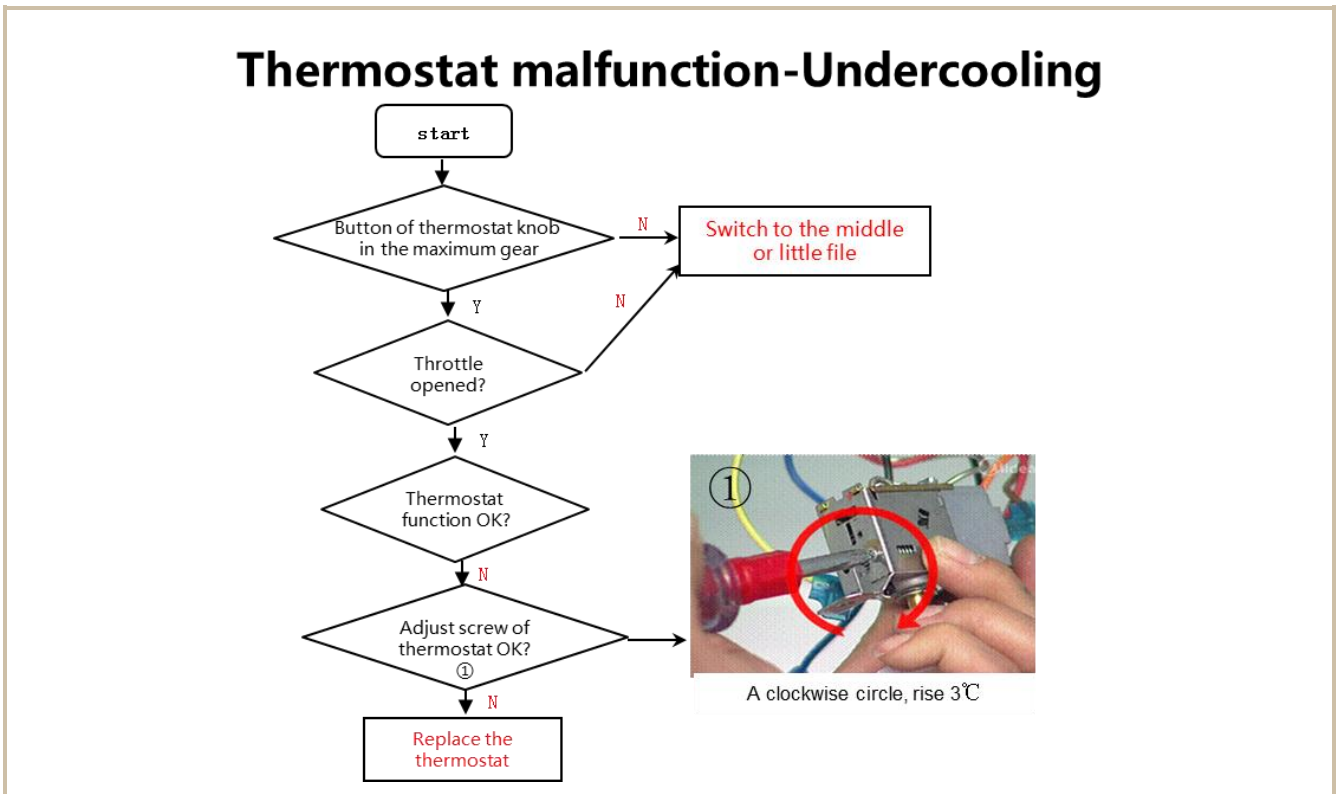 Thermostat malfunction-Undercooling
start
Button of thermostat knob
in the maximum gear
N
Switch to the middle
or little file
Y
N
Throttle
opened?
Y
Thermostat
function OK?
N
Adjust screw of
thermostat OK?
①
①
A clockwise circle, rise 3℃
N
Replace the
thermostat